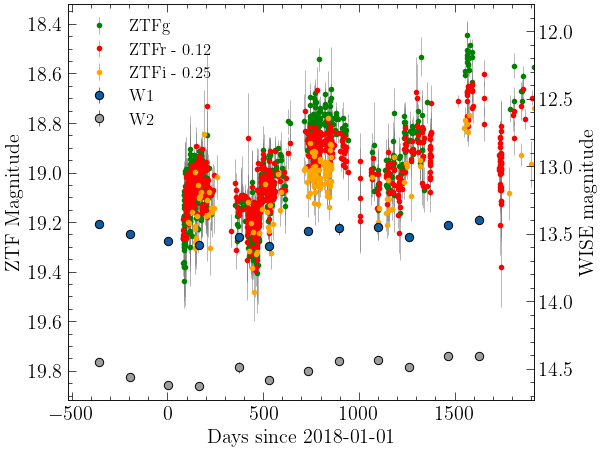 18.4
18.6
18.8
19.0
19.2
19.4
19.6
19.8
ZTF Magnitude
ZTFg
ZTFr - 0.12
ZTFi - 0.25
W1
W2
12.0
12.5
13.0
13.5
14.0
14.5
WISE magnitude
−500 0 500 1000 1500
Days since 2018-01-01